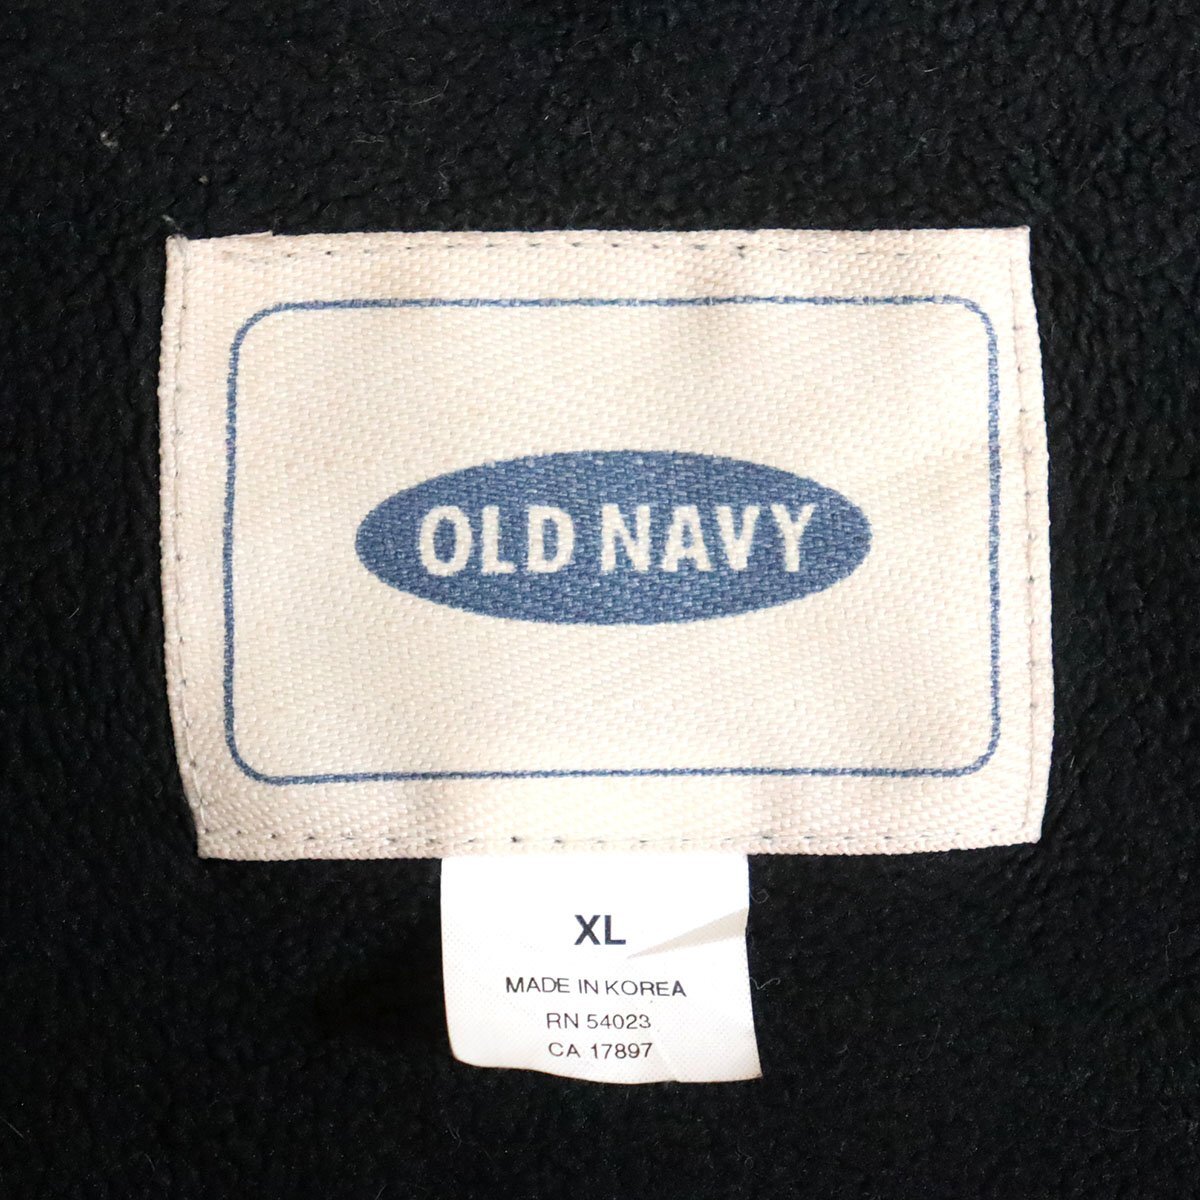 OLD NAVY
XL
MADE IN KOREA
RN 54023
CA 17897